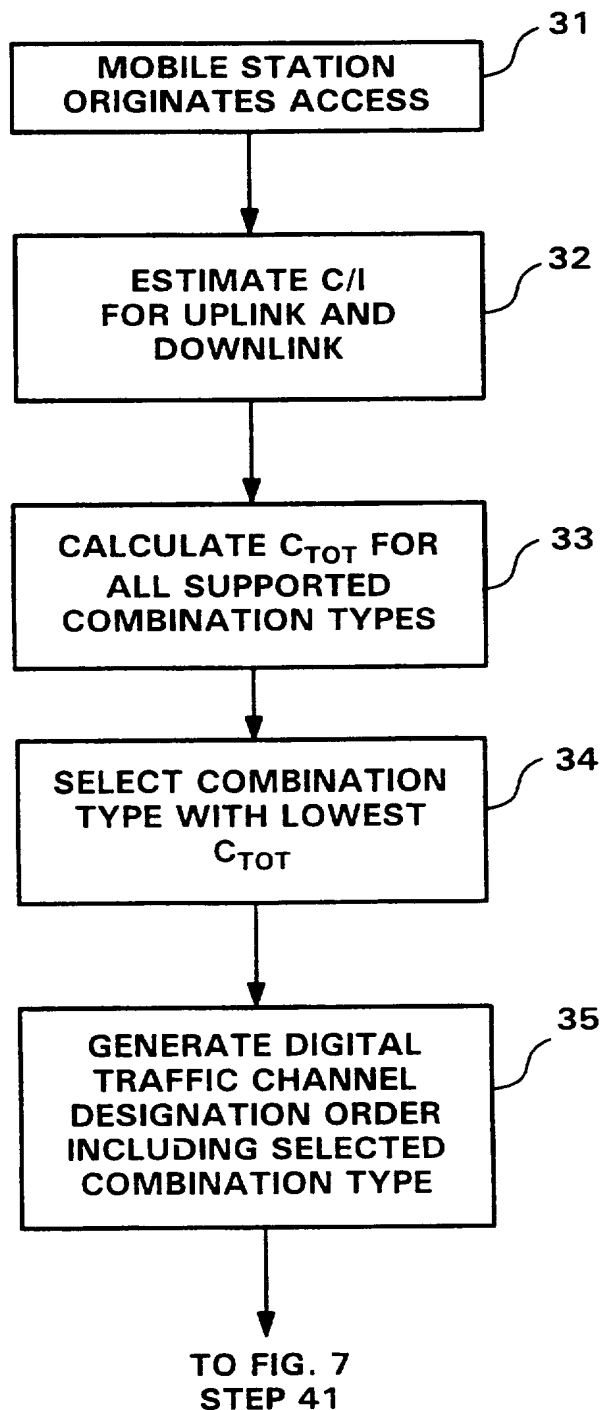 31
MOBILE STATION
ORIGINATES ACCESS
32
ESTIMATE C/I
FOR UPLINK AND
DOWNLINK
33
CALCULATE CTOT FOR
ALL SUPPORTED
COMBINATION TYPES
34
SELECT COMBINATION
TYPE WITH LOWEST
CTOT
35
GENERATE DIGITAL
TRAFFIC CHANNEL
DESIGNATION ORDER
INCLUDING SELECTED
COMBINATION TYPE
TO FIG. 7
STEP 41